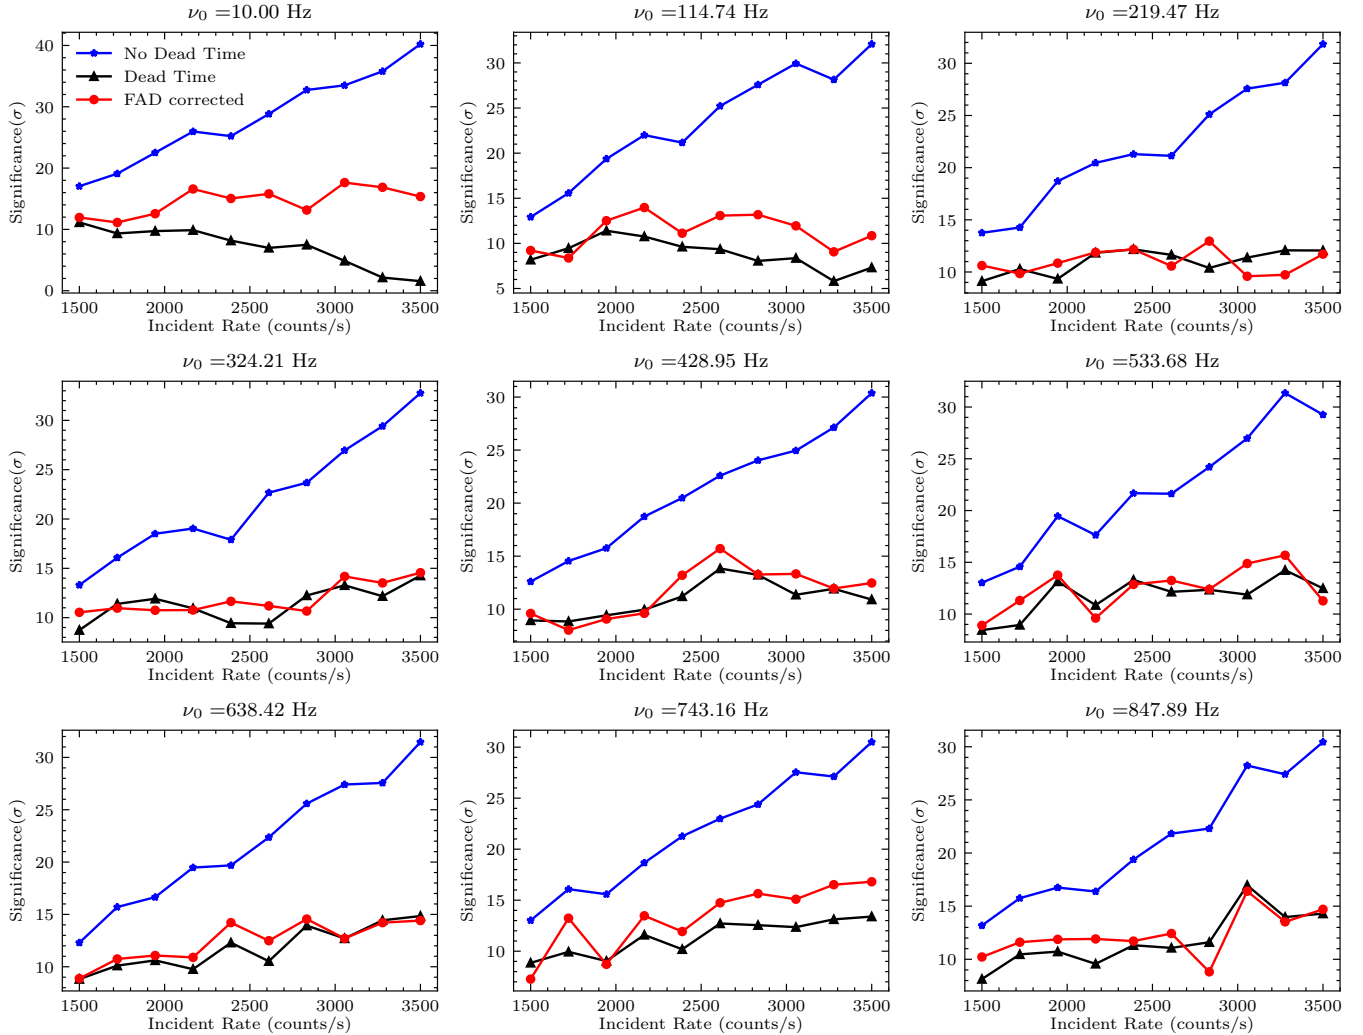 ν0 =10.00 Hz
ν0 =114.74 Hz
ν0 =219.47 Hz
No Dead Time
Dead Time
FAD corrected
Significance(σ)
40
30
20
10
0
Significance(σ)
30
25
20
15
10
5
Significance(σ)
30
25
20
15
10
1500 2000 2500 3000 3500
1500 2000 2500 3000 3500
1500 2000 2500 3000 3500
Incident Rate (counts/s)
Incident Rate (counts/s)
Incident Rate (counts/s)
ν0 =324.21 Hz
ν0 =428.95 Hz
ν0 =533.68 Hz
Significance(σ)
30
25
20
15
10
Significance(σ)
30
25
20
15
10
Significance(σ)
30
25
20
15
10
1500 2000 2500 3000 3500
1500 2000 2500 3000 3500
1500 2000 2500 3000 3500
Incident Rate (counts/s)
Incident Rate (counts/s)
Incident Rate (counts/s)
ν0 =638.42 Hz
ν0 =743.16 Hz
ν0 =847.89 Hz
Significance(σ)
30
25
20
15
10
Significance(σ)
30
25
20
15
10
Significance(σ)
30
25
20
15
10
1500 2000 2500 3000 3500
1500 2000 2500 3000 3500
1500 2000 2500 3000 3500
Incident Rate (counts/s)
Incident Rate (counts/s)
Incident Rate (counts/s)